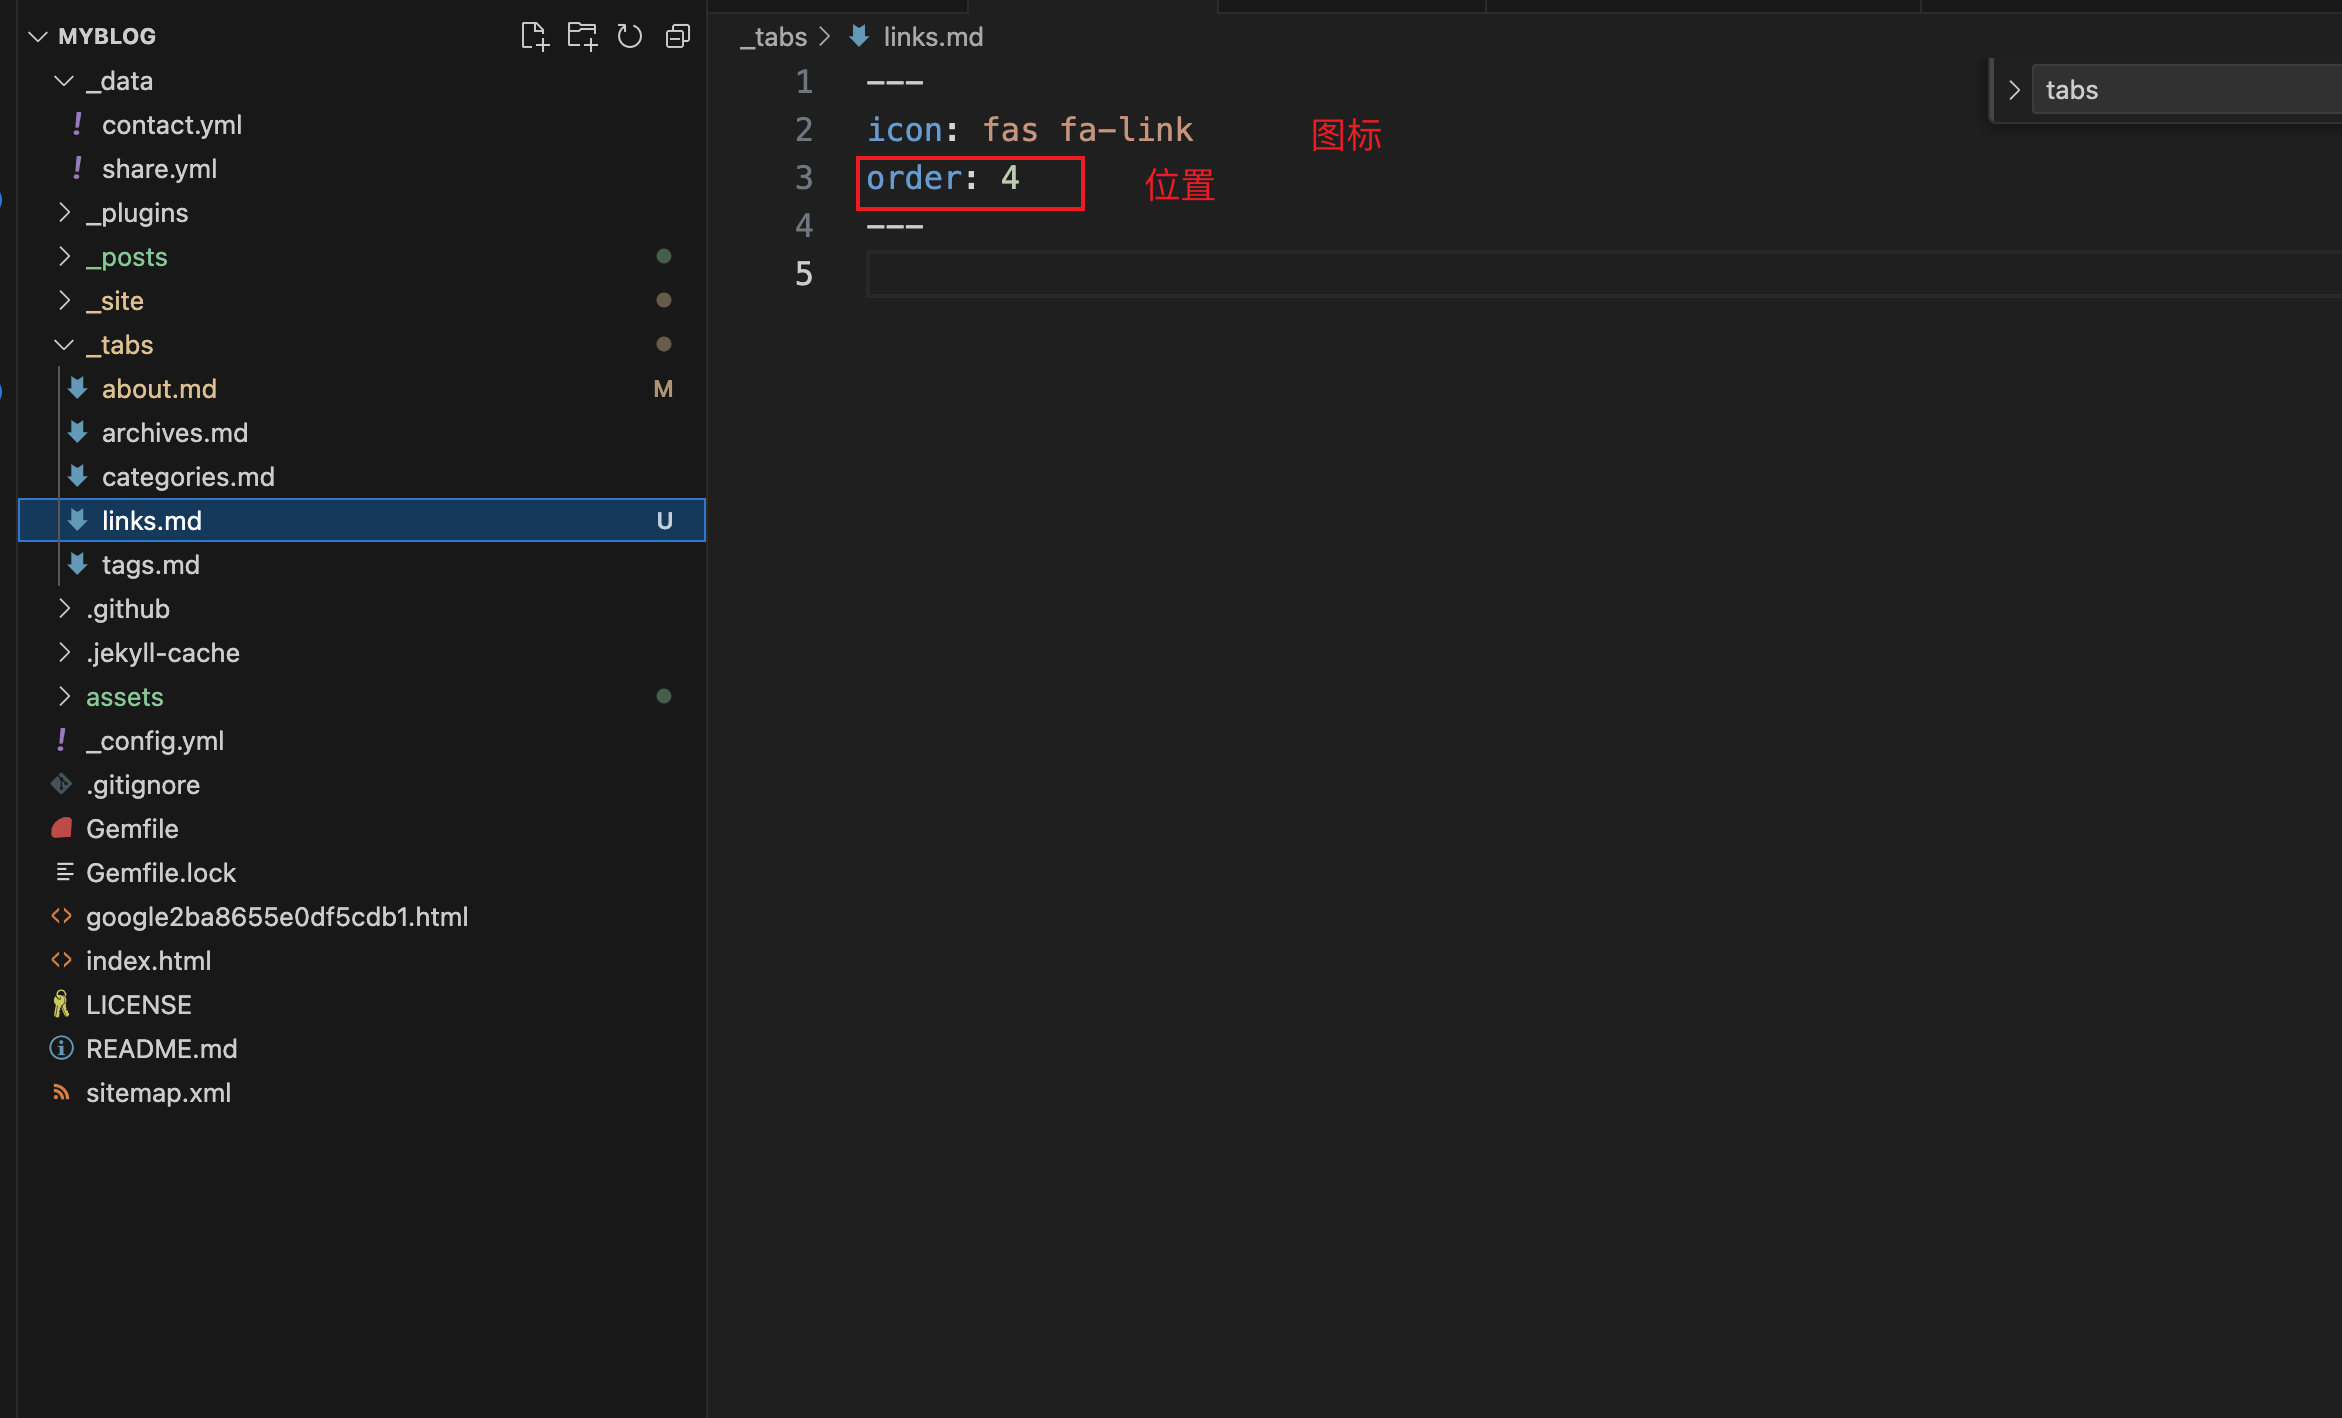 MYBLOG
_data
contact.yml
share.yml
_plugins
_posts
_site
_tabs
about.md M
archives.md
categories.md
links.md U
tags.md
.github
.jekyll-cache
assets
_config.yml
.gitignore
Gemfile
Gemfile.lock
google2ba8655e0df5cdb1.html
index.html
LICENSE
README.md
sitemap.xml
_tabs > links.md
tabs
1 ---
2 icon: fas fa-link 图标
3 order: 4 位置
4 ---
5